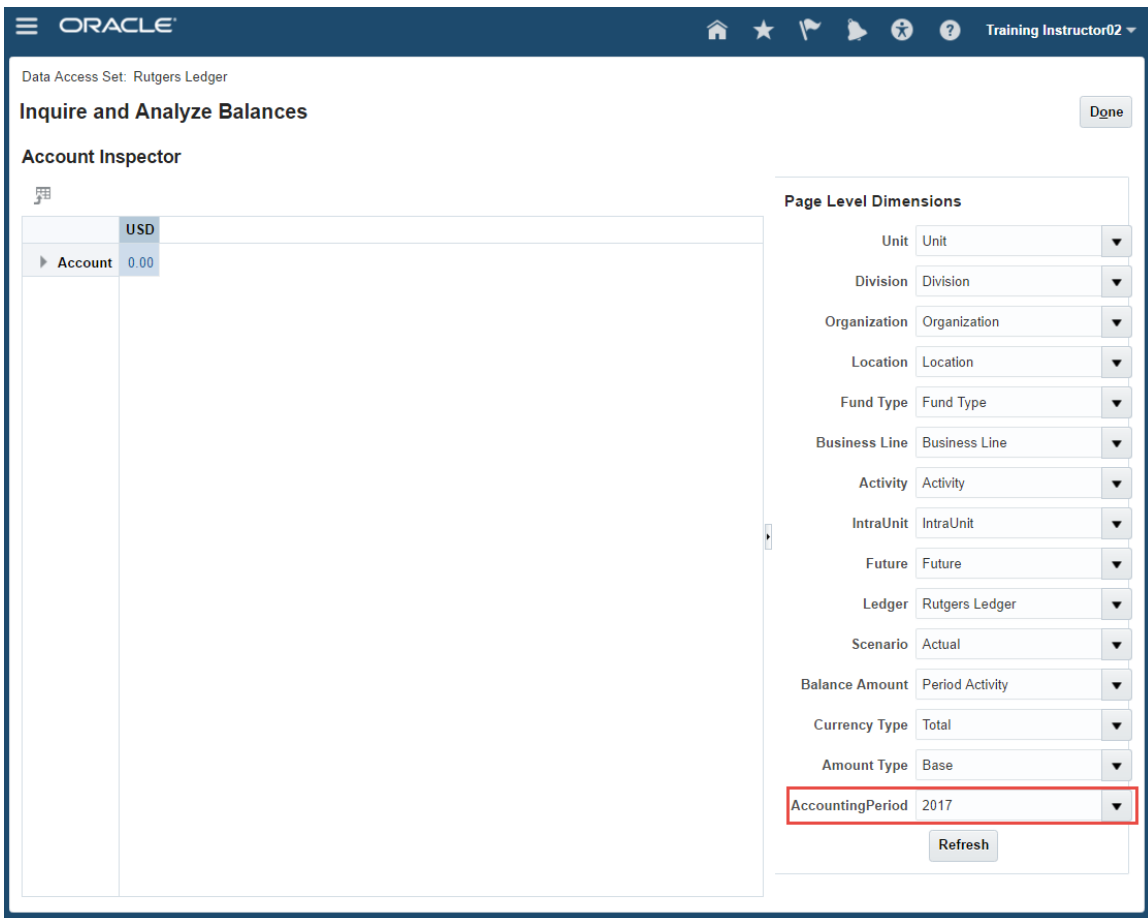 ORACLE
Training Instructor02
Data Access Set: Rutgers Ledger
Inquire and Analyze Balances
Done
Account Inspector
Page Level Dimensions
USD
Account 0.00
Unit Unit
Division Division
Organization Organization
Location Location
Fund Type Fund Type
Business Line Business Line
Activity Activity
IntraUnit IntraUnit
Future Future
Ledger Rutgers Ledger
Scenario Actual
Balance Amount Period Activity
Currency Type Total
Amount Type Base
AccountingPeriod 2017
Refresh